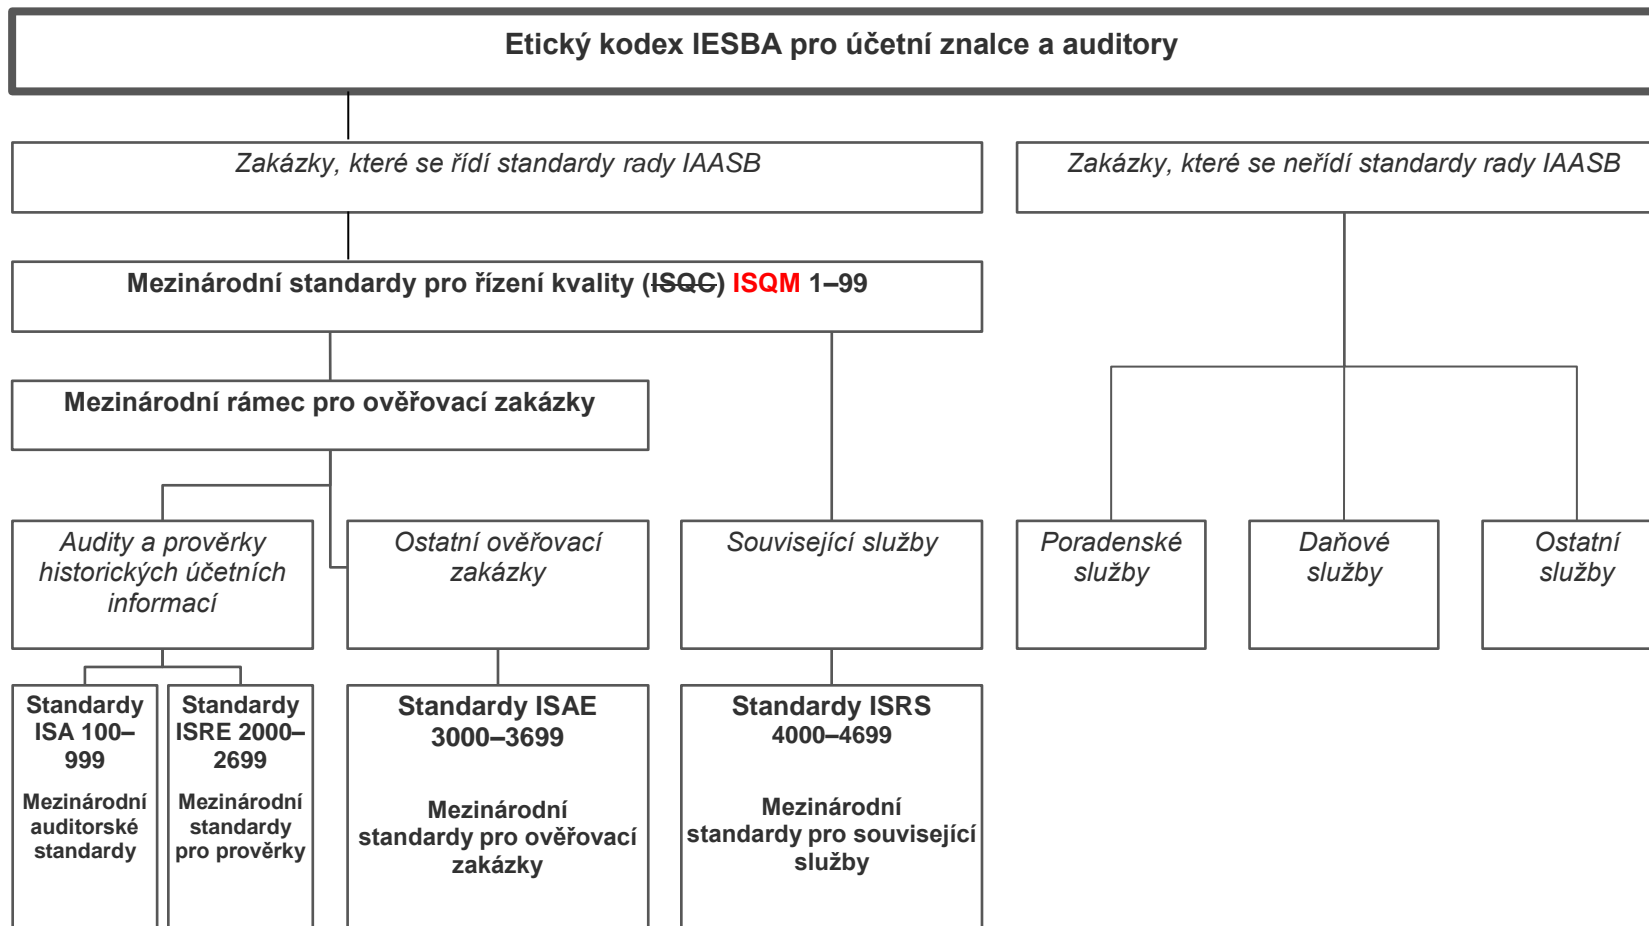 Etický kodex IESBA pro účetní znalce a auditory
Zakázky, které se řídí standardy rady IAASB
Zakázky, které se neřídí standardy rady IAASB
Mezinárodní standardy pro řízení kvality (ISQC) ISQM 1–99
Mezinárodní rámec pro ověřovací zakázky
Audity a prověrky
historických účetních
informací
Ostatní ověřovací
zakázky
Související služby
Poradenské
služby
Daňové
služby
Ostatní
služby
Standardy
ISA 100–
999
Mezinárodní
auditorské
standardy
Standardy
ISRE 2000–
2699
Mezinárodní
standardy
pro prověrky
Standardy ISAE
3000–3699
Mezinárodní
standardy pro ověřovací
zakázky
Standardy ISRS
4000–4699
Mezinárodní
standardy pro související
služby